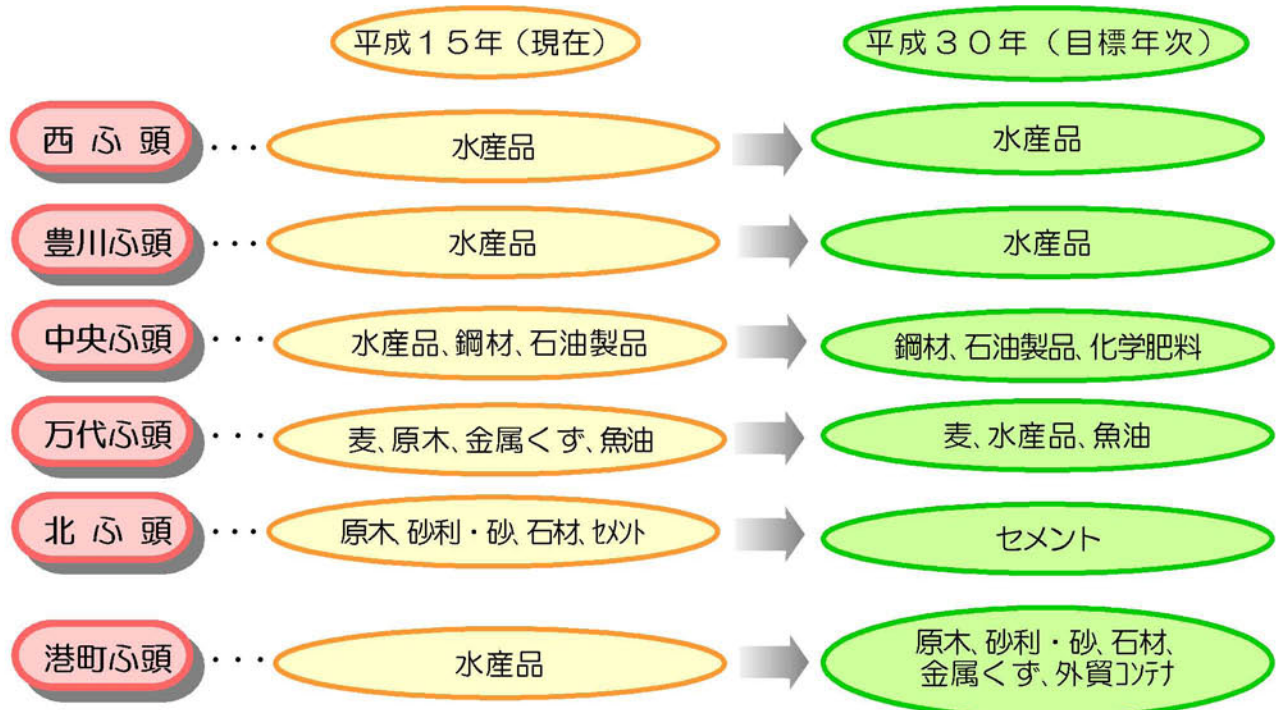 平成１５年（現在）
平成３０年（目標年次）
西ふ頭 ・・・ 水産品 水産品
豊川ふ頭 ・・・ 水産品 水産品
中央ふ頭 ・・・ 水産品、鋼材、石油製品 鋼材、石油製品、化学肥料
万代ふ頭 ・・・ 麦、原木、金属くず、魚油 麦、水産品、魚油
北ふ頭 ・・・ 原木、砂利・砂、石材、ｾﾒﾝﾄ セメント
港町ふ頭 ・・・ 水産品 原木、砂利・砂、石材、
金属くず、外貿ｺﾝﾃﾅ